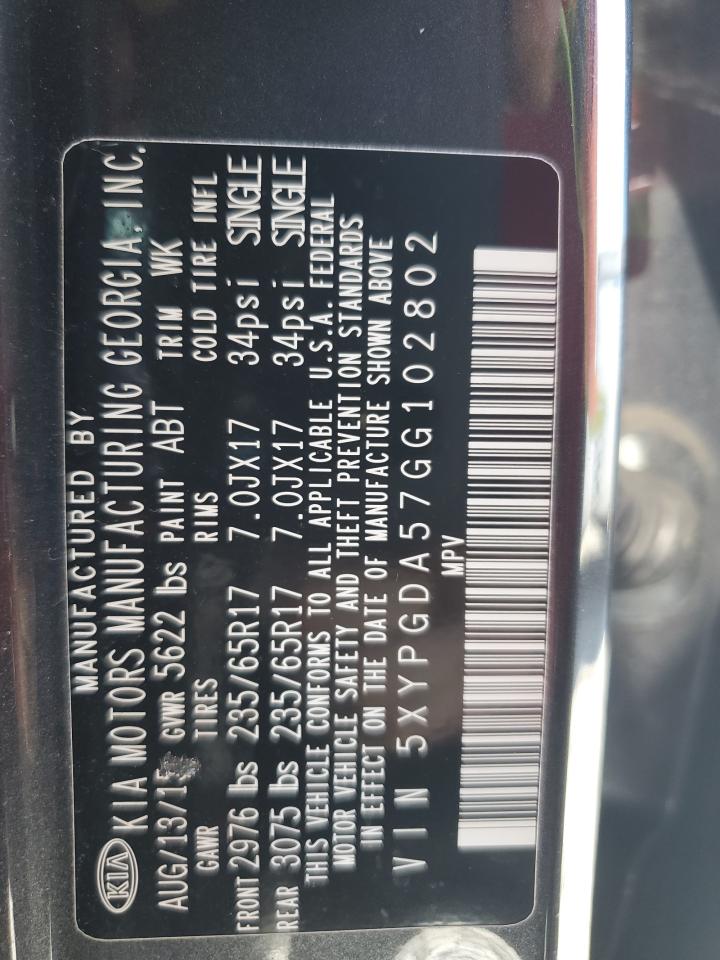 MANUFACTURED BY
KIA KIA MOTORS MANUFACTURING GEORGIA, INC.
AUG/13/15 GVWR 5622 lbs PAINT ABT TRIM WK
GAWR TIRES RIMS COLD TIRE INFL
FRONT 2976 lbs 235/65R17 7.0JX17 34psi SINGLE
REAR 3075 lbs 235/65R17 7.0JX17 34psi SINGLE
THIS VEHICLE CONFORMS TO ALL APPLICABLE U.S.A. FEDERAL
MOTOR VEHICLE SAFETY AND THEFT PREVENTION STANDARDS
IN EFFECT ON THE DATE OF MANUFACTURE SHOWN ABOVE
VIN 5XYPGDA57GG102802
MPV